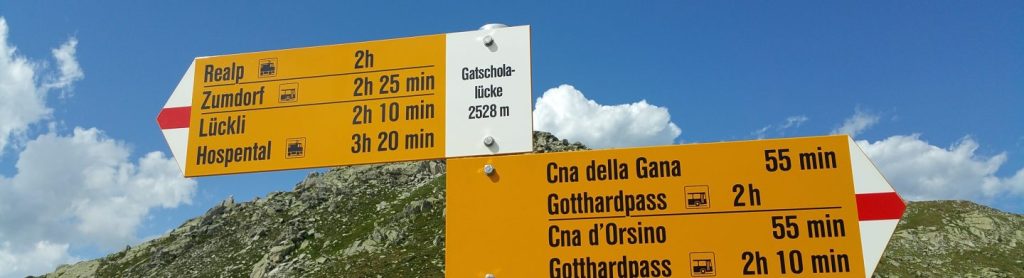 Realp 2h
Zumdorf 2h 25 min
Lückli 2h 10 min
Hospental 3h 20 min
Gatschola-
lücke
2528 m
Cna della Gana 55 min
Gotthardpass 2h
Cna d'Orsino 55 min
Gotthardpass 2h 10 min